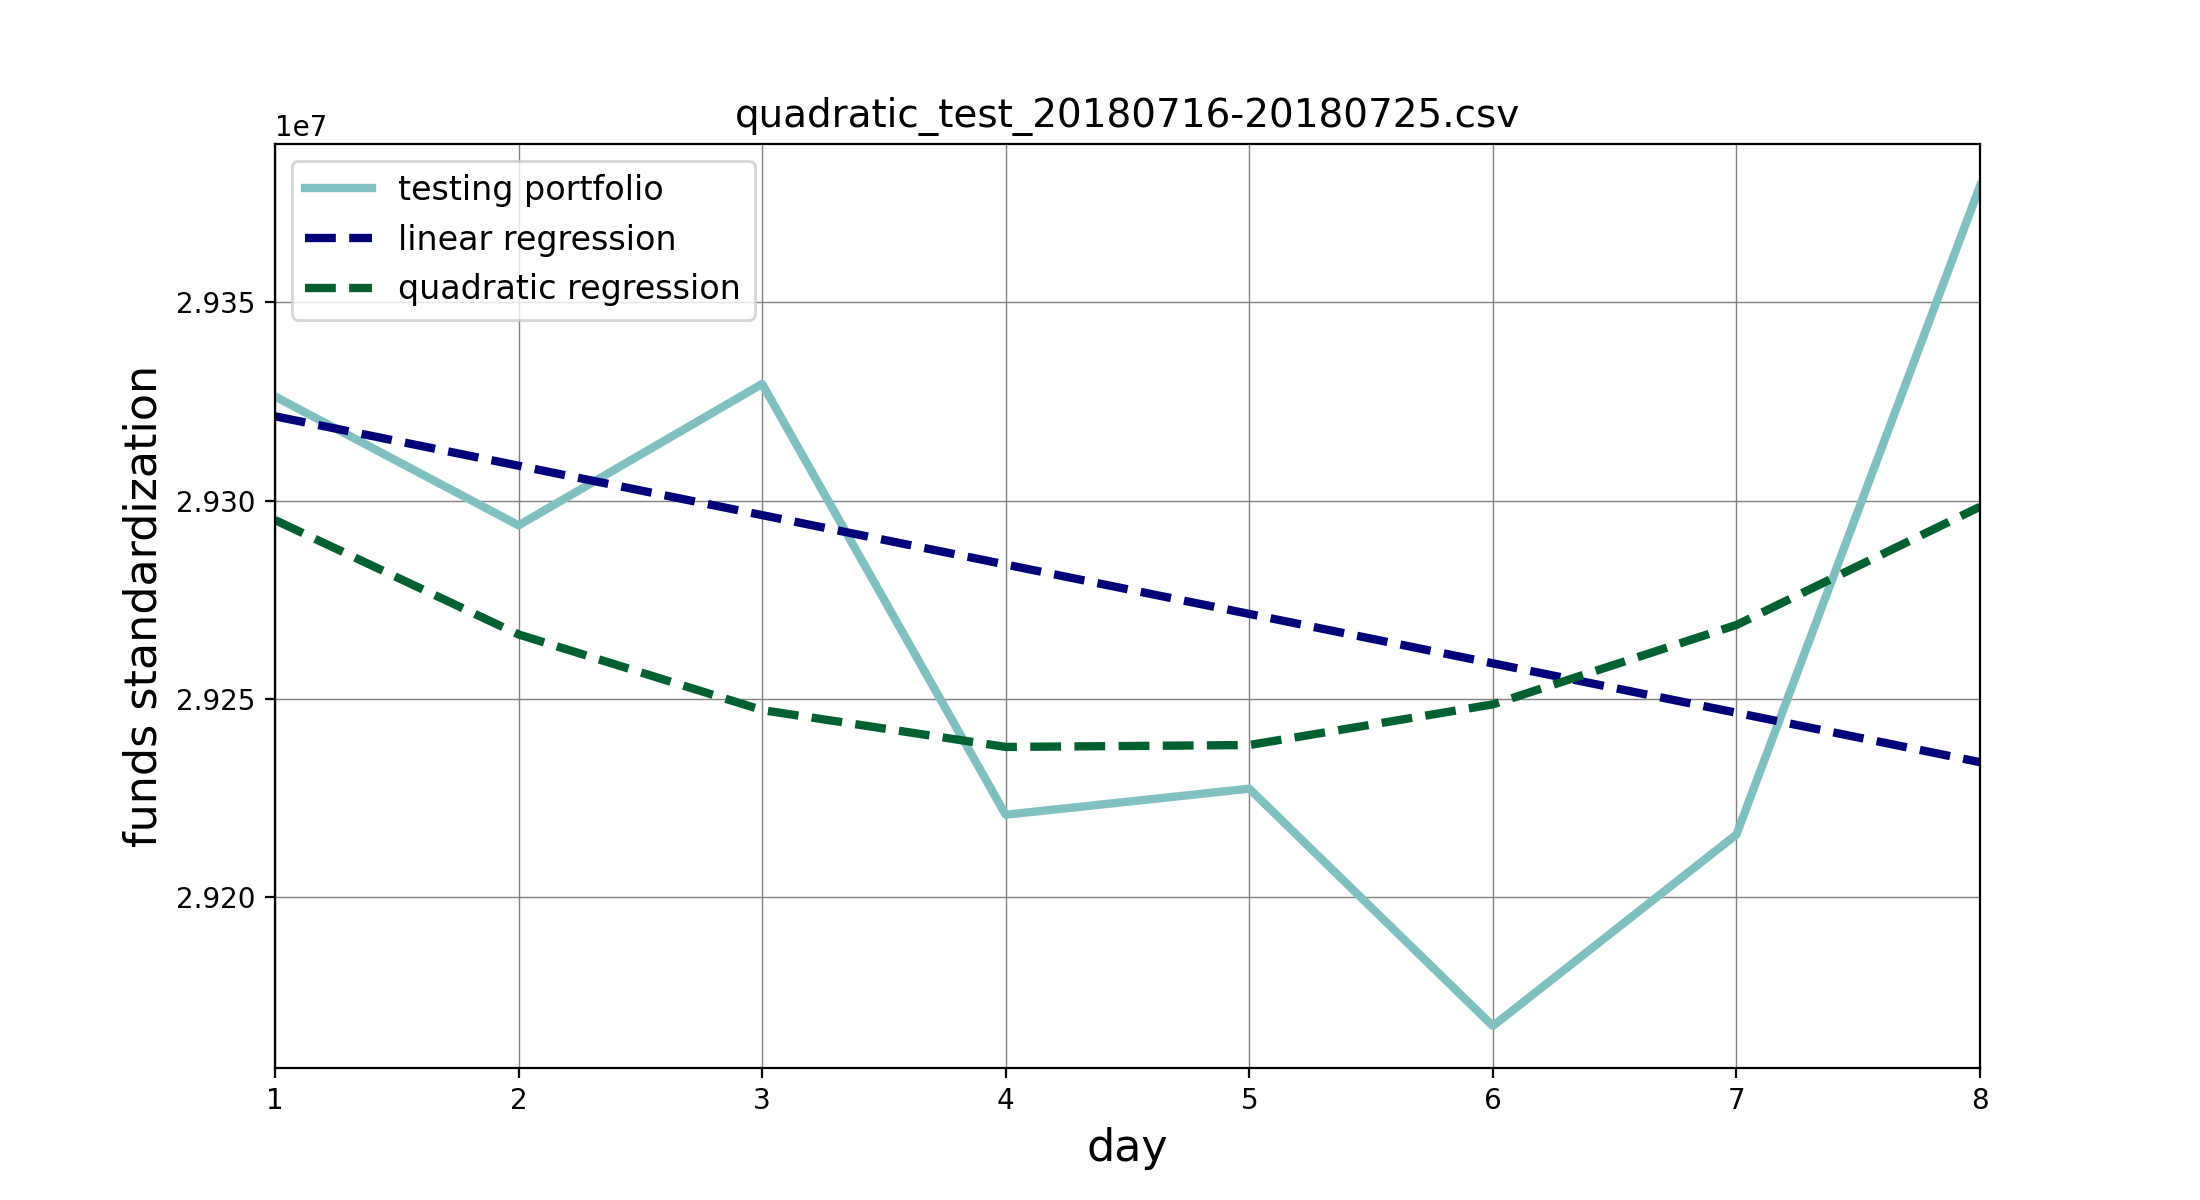 quadratic_test_20180716-20180725.csv
1e7
testing portfolio
linear regression
quadratic regression
2.935
2.930
2.925
2.920
funds standardization
1 2 3 4 5 6 7 8
day